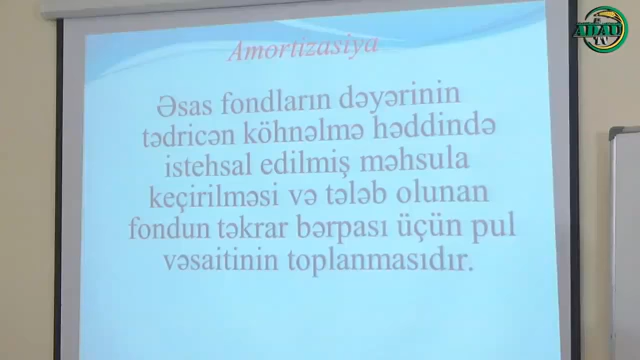 Amortizasiya
Əsas fondların dəyərinin
tədricən köhnəlmə həddində
istehsal edilmiş məhsula
keçirilməsi və tələb olunan
fondun təkrar bərpası üçün pul
vəsaitinin toplanmasıdır.